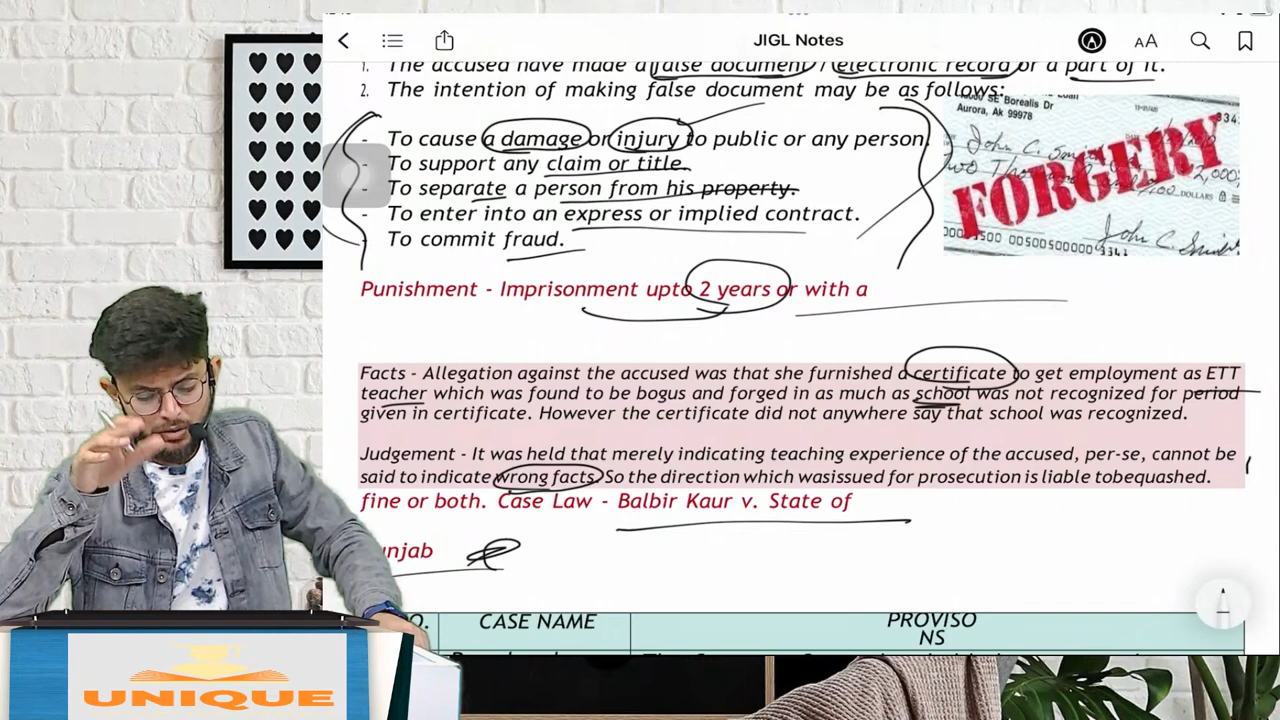 JIGL Notes
AA
1. The accused have made a false document / electronic record or a part of it.
2. The intention of making false document may be as follows:
- To cause a damage or injury to public or any person.
- To support any claim or title.
- To separate a person from his property.
- To enter into an express or implied contract.
- To commit fraud.
SE Borealis Dr
Aurora, Ak 99978
FORGERY
DOLLARS
Punishment - Imprisonment upto 2 years or with a
Facts - Allegation against the accused was that she furnished a certificate to get employment as ETT
teacher which was found to be bogus and forged in as much as school was not recognized for period
given in certificate. However the certificate did not anywhere say that school was recognized.
Judgement - It was held that merely indicating teaching experience of the accused, per-se, cannot be
said to indicate wrong facts. So the direction which wasissued for prosecution is liable tobequashed.
fine or both. Case Law - Balbir Kaur v. State of
unjab
O. CASE NAME PROVISO
NS
UNIQUE